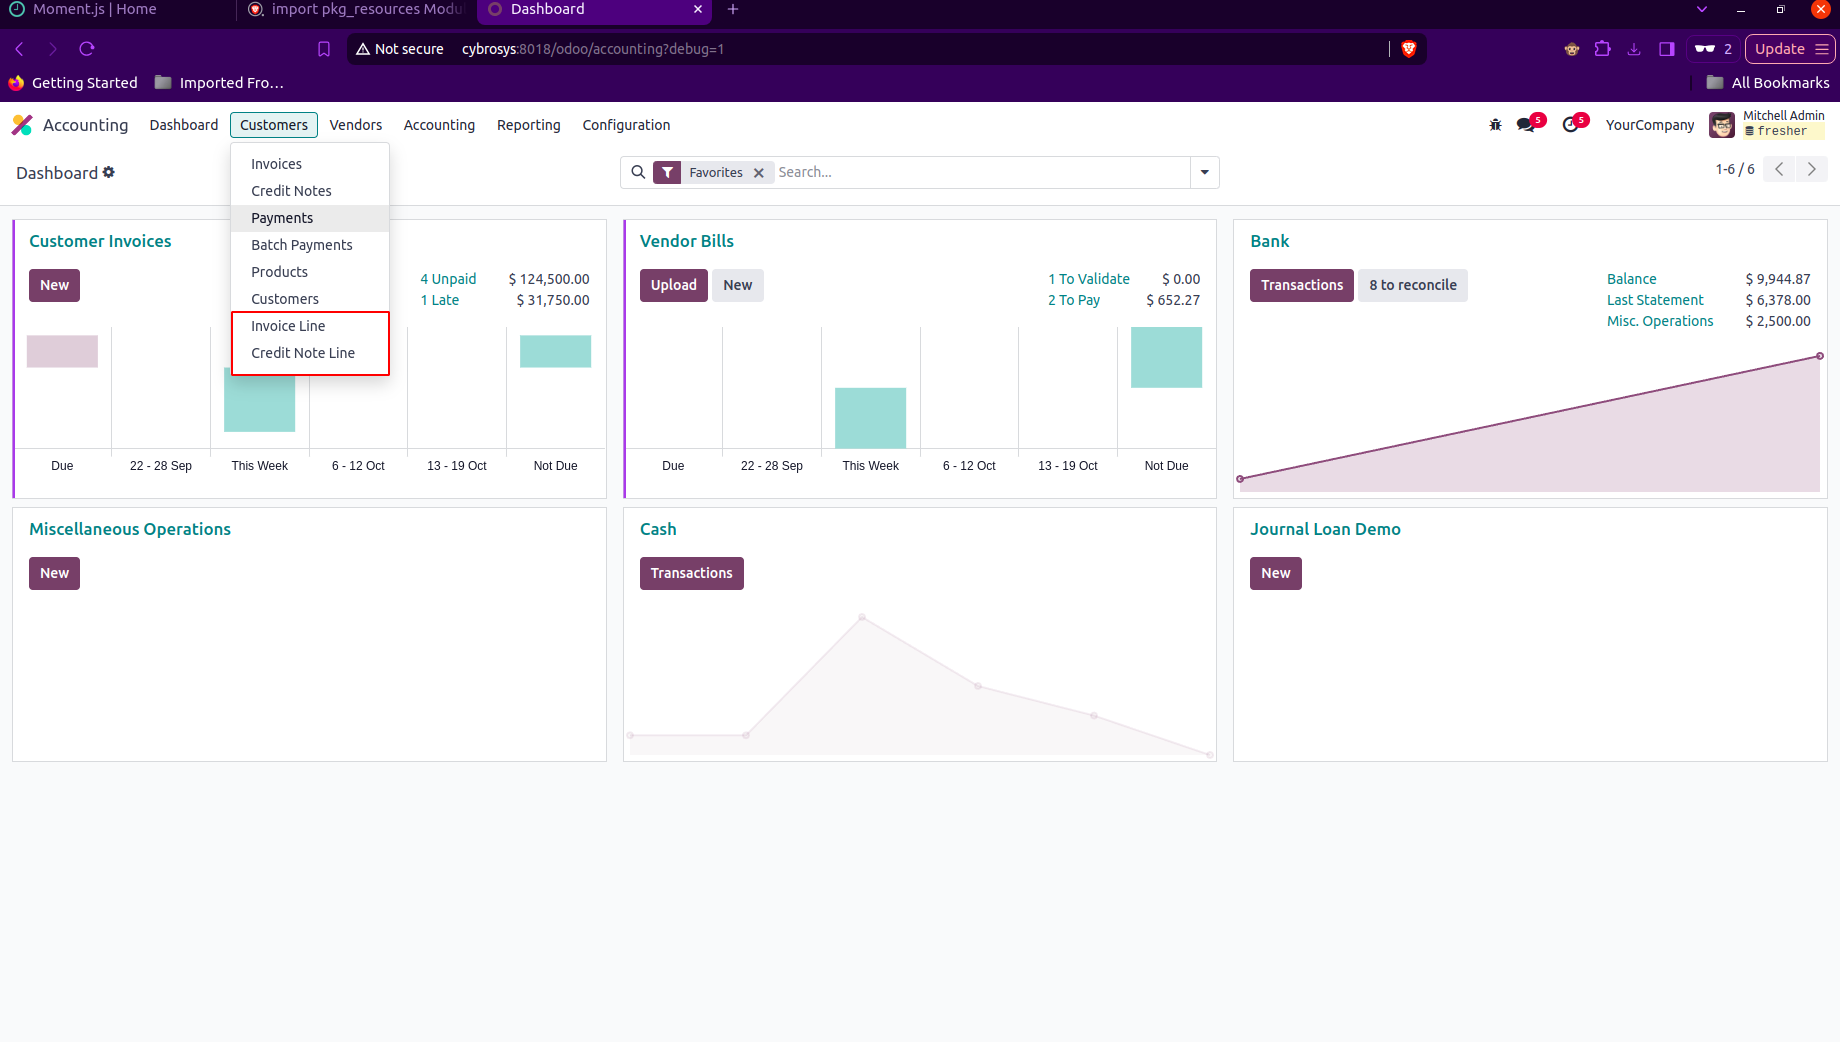 Moment.js | Home
import pkg_resources Modu
Dashboard
Not secure cybrosys:8018/odoo/accounting?debug=1
2
Update
Getting Started
Imported Fro...
All Bookmarks
Accounting
Dashboard
Customers
Vendors
Accounting
Reporting
Configuration
5
5
YourCompany
Mitchell Admin
fresher
Dashboard
Favorites
Search...
1-6 / 6
Invoices
Credit Notes
Payments
Batch Payments
Products
Customers
Invoice Line
Credit Note Line
Customer Invoices
New
4 Unpaid $ 124,500.00
1 Late $ 31,750.00
Due 22 - 28 Sep This Week 6 - 12 Oct 13 - 19 Oct Not Due
Vendor Bills
Upload New
1 To Validate $ 0.00
2 To Pay $ 652.27
Due 22 - 28 Sep This Week 6 - 12 Oct 13 - 19 Oct Not Due
Bank
Transactions 8 to reconcile
Balance $ 9,944.87
Last Statement $ 6,378.00
Misc. Operations $ 2,500.00
Miscellaneous Operations
New
Cash
Transactions
Journal Loan Demo
New